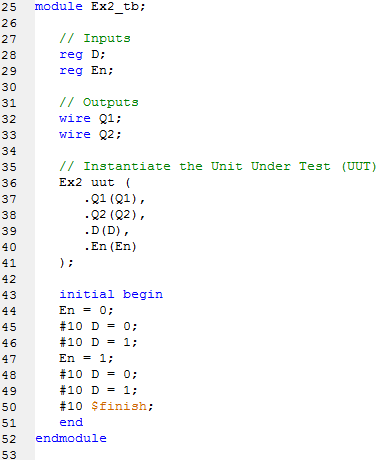 25 module Ex2_tb;
26
27 // Inputs
28 reg D;
29 reg En;
30
31 // Outputs
32 wire Q1;
33 wire Q2;
34
35 // Instantiate the Unit Under Test (UUT)
36 Ex2 uut (
37 .Q1(Q1),
38 .Q2(Q2),
39 .D(D),
40 .En(En)
41 );
42
43 initial begin
44 En = 0;
45 #10 D = 0;
46 #10 D = 1;
47 En = 1;
48 #10 D = 0;
49 #10 D = 1;
50 #10 $finish;
51 end
52 endmodule
53